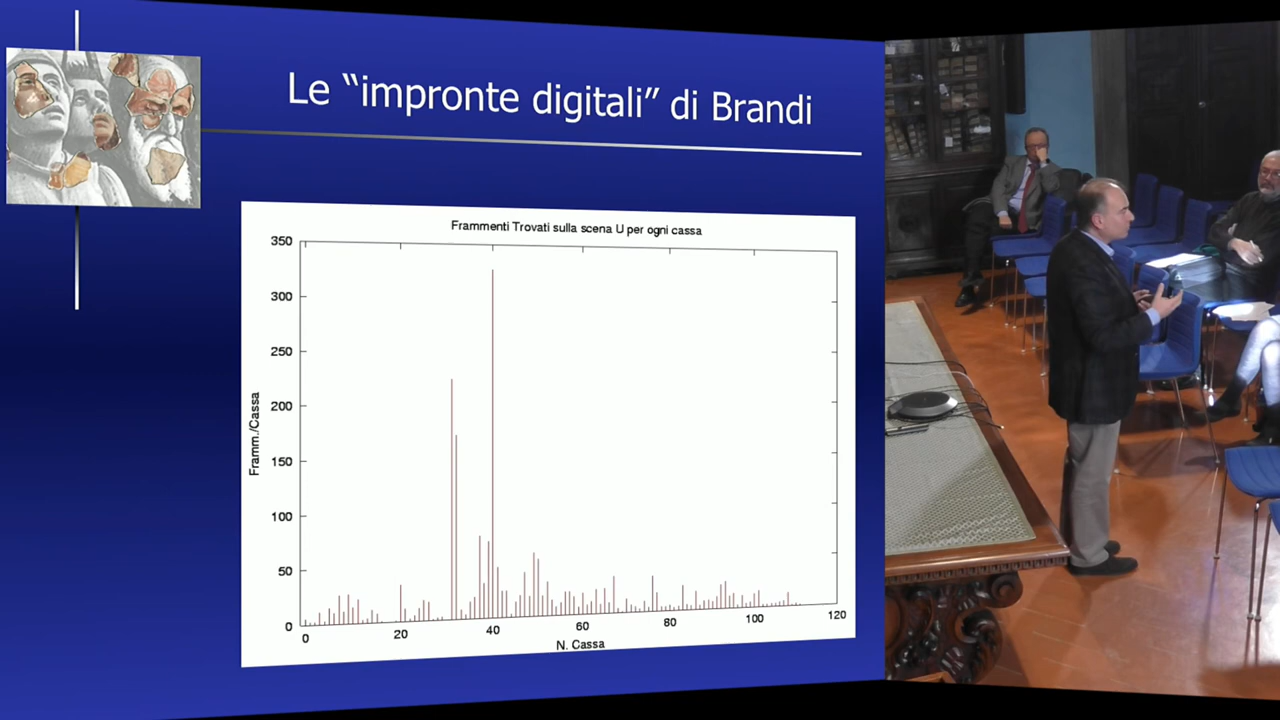 Le “impronte digitali” di Brandi
Frammenti Trovati sulla scena U per ogni cassa
350
300
250
200
150
100
50
0
Framm./Cassa
0 20 40 60 80 100 120
N. Cassa